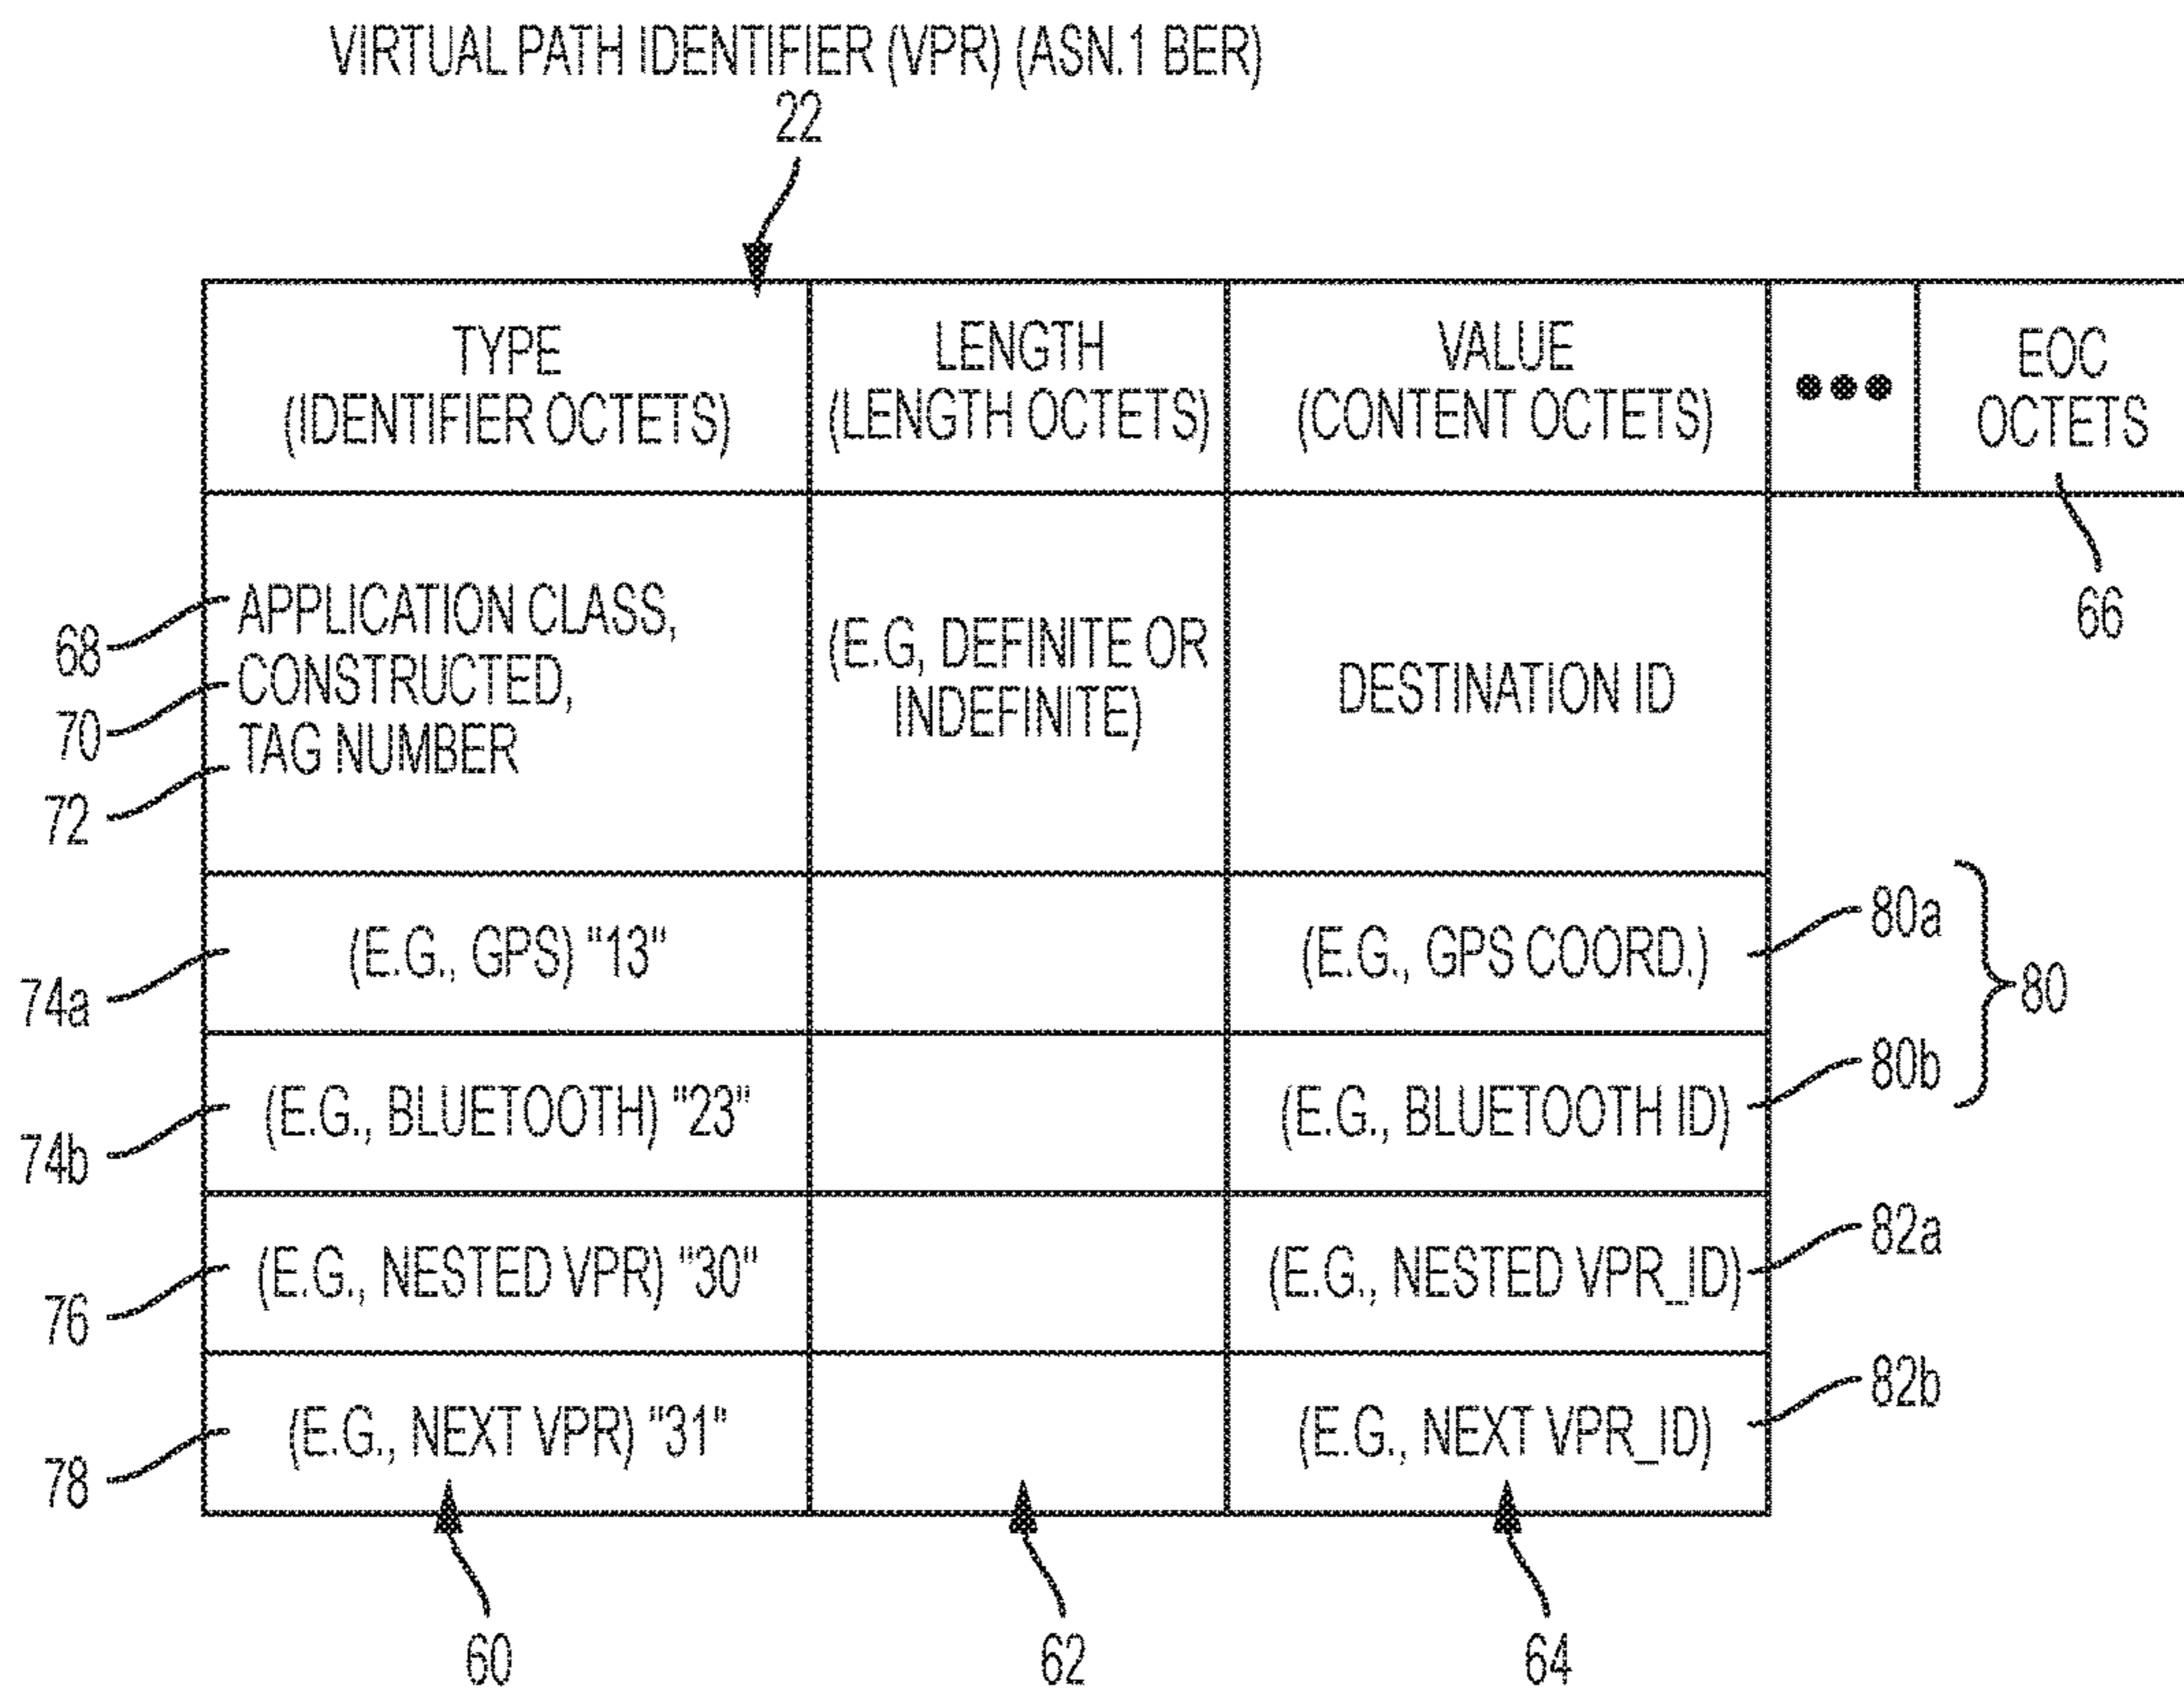 VIRTUAL PATH IDENTIFIER (VPR) (ASN.1 BER)
22
TYPE
(IDENTIFIER OCTETS)
LENGTH
(LENGTH OCTETS)
VALUE
(CONTENT OCTETS)
EOC
OCTETS
66
68
APPLICATION CLASS,
70
CONSTRUCTED,
72
TAG NUMBER
(E.G, DEFINITE OR
INDEFINITE)
DESTINATION ID
74a
(E.G., GPS) "13"
(E.G., GPS COORD.)
80a
80
74b
(E.G., BLUETOOTH) "23"
(E.G., BLUETOOTH ID)
80b
76
(E.G., NESTED VPR) "30"
(E.G., NESTED VPR_ID)
82a
78
(E.G., NEXT VPR) "31"
(E.G., NEXT VPR_ID)
82b
60
62
64